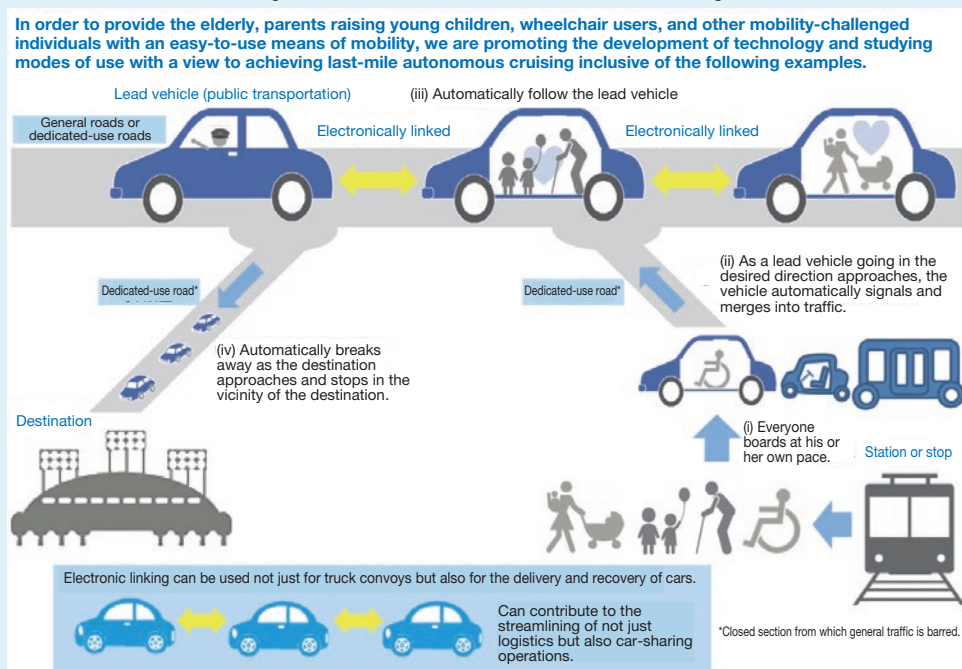 In order to provide the elderly, parents raising young children, wheelchair users, and other mobility-challenged
individuals with an easy-to-use means of mobility, we are promoting the development of technology and studying
modes of use with a view to achieving last-mile autonomous cruising inclusive of the following examples.
Lead vehicle (public transportation)
(iii) Automatically follow the lead vehicle
General roads or
dedicated-use roads
Electronically linked
Electronically linked
Dedicated-use road*
Dedicated-use road*
(ii) As a lead vehicle going in the
desired direction approaches, the
vehicle automatically signals and
merges into traffic.
(iv) Automatically breaks
away as the destination
approaches and stops in the
vicinity of the destination.
Destination
(i) Everyone
boards at his or
her own pace.
Station or stop
Electronic linking can be used not just for truck convoys but also for the delivery and recovery of cars.
Can contribute to the
streamlining of not just
logistics but also car-sharing
operations.
*Closed section from which general traffic is barred.